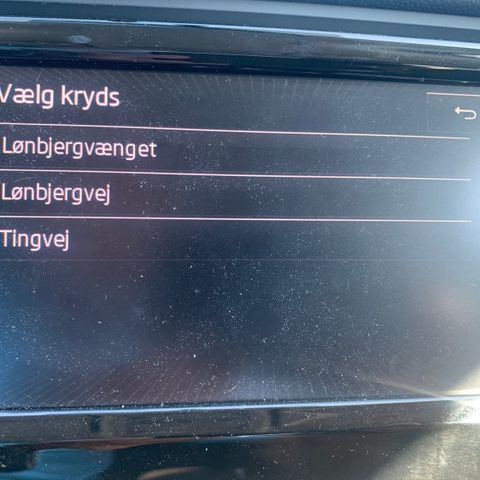 Vælg kryds
Lønbjergvænget
Lønbjergvej
Tingvej